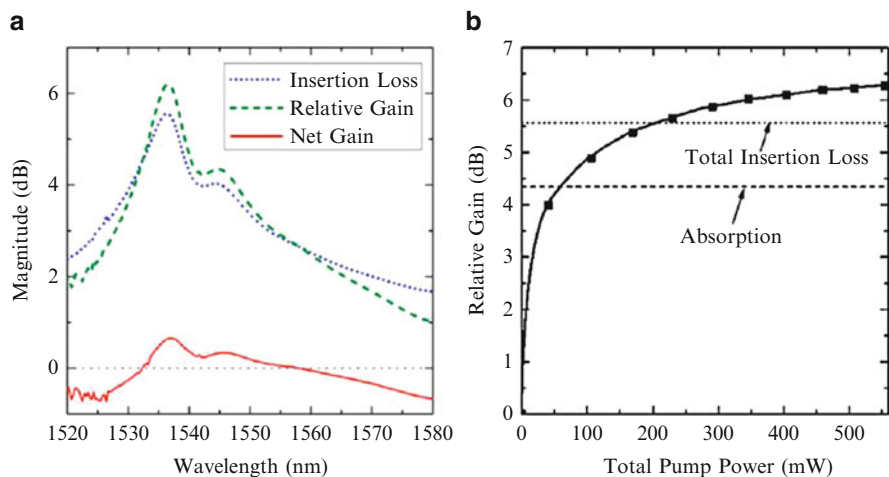 a
Magnitude (dB)
6
4
2
0
Insertion Loss
Relative Gain
Net Gain
1520 1530 1540 1550 1560 1570 1580
Wavelength (nm)
b
Relative Gain (dB)
7
6
5
4
3
2
1
0
Total Insertion Loss
Absorption
0 100 200 300 400 500
Total Pump Power (mW)